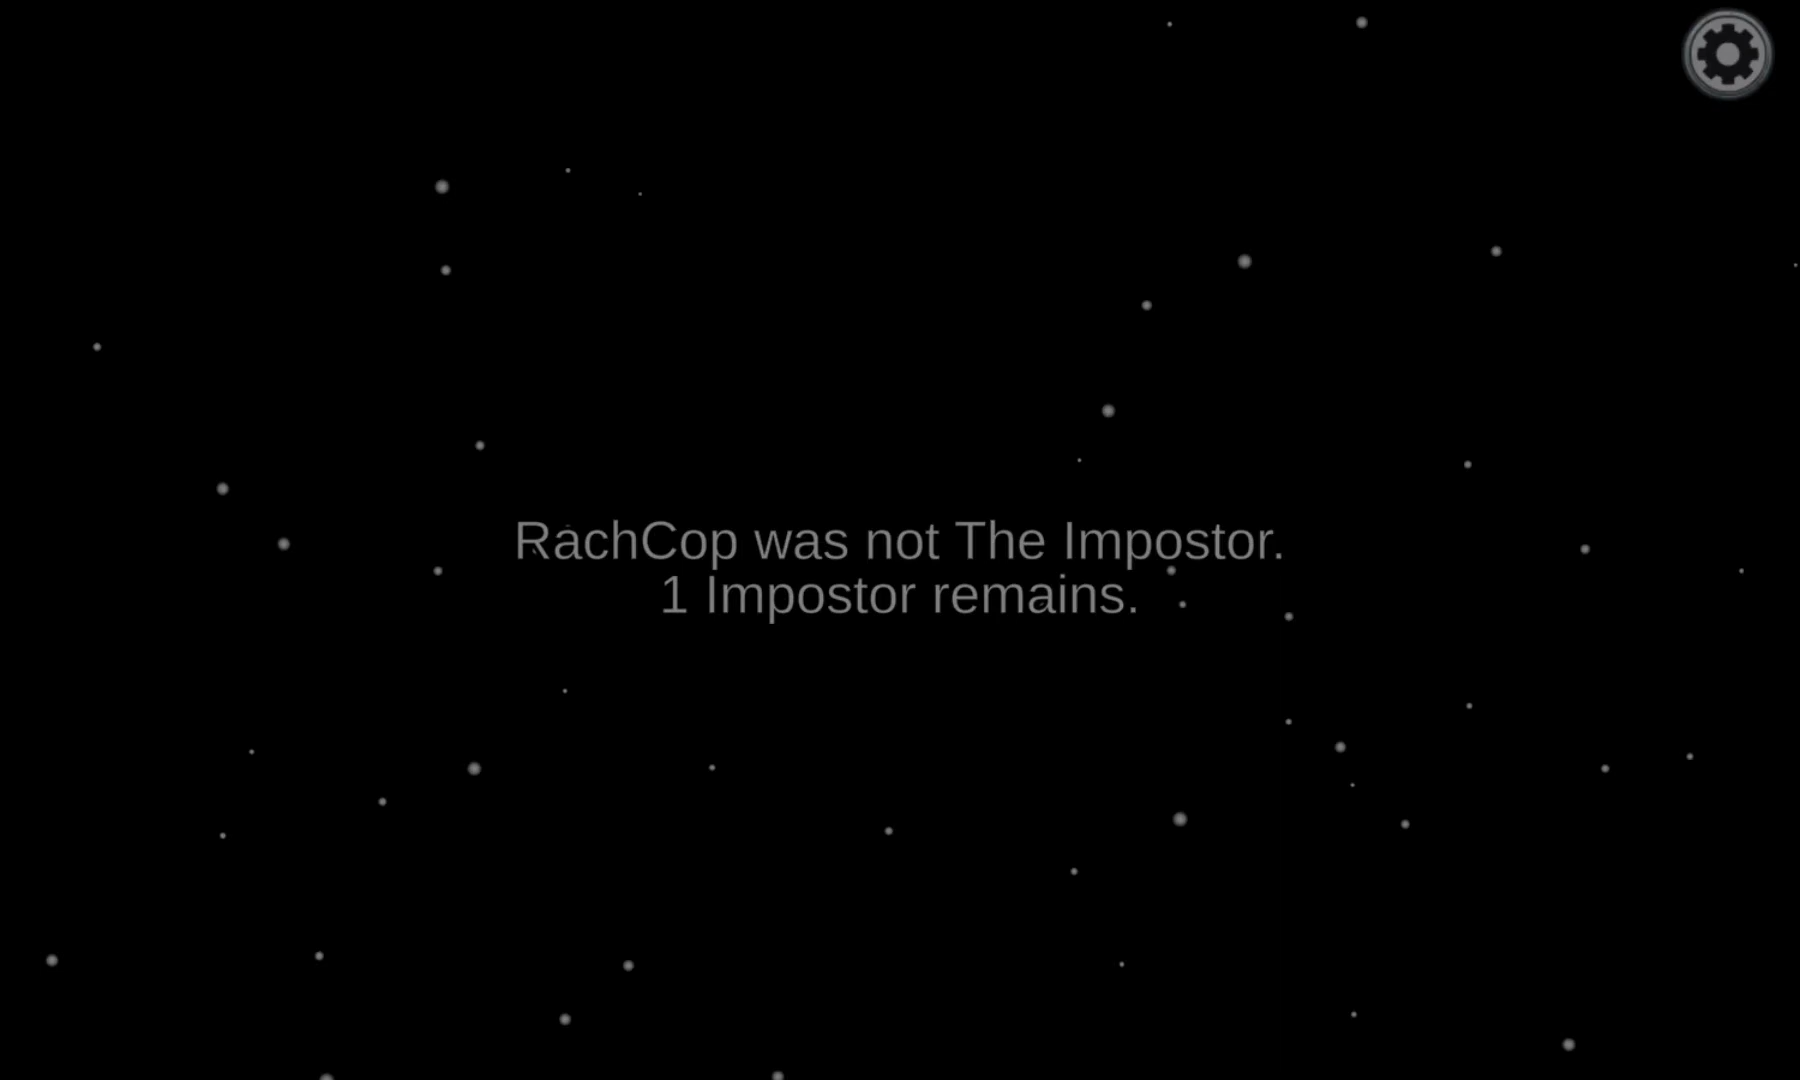 RachCop was not The Impostor.
1 Impostor remains.